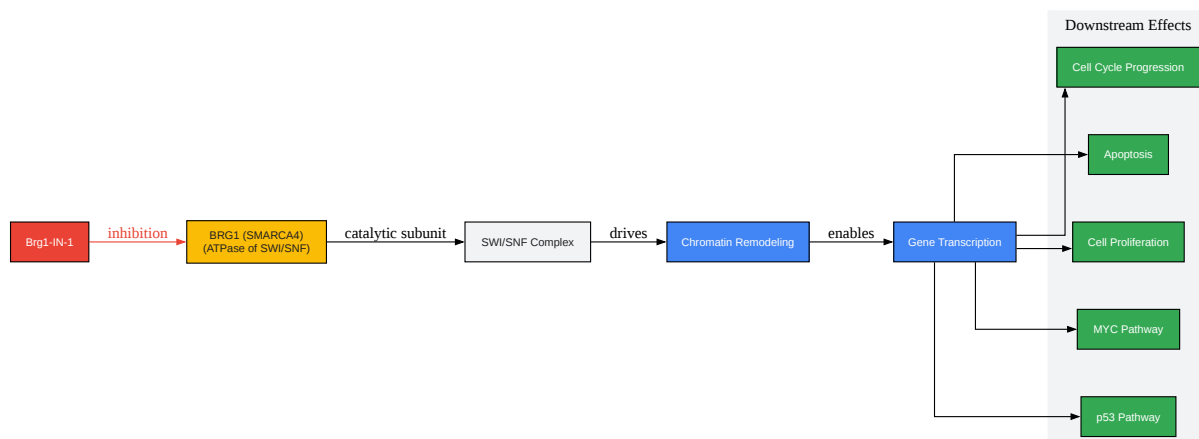 Downstream Effects
Cell Cycle Progression
Apoptosis
Brg1-IN-1
inhibition
BRG1 (SMARCA4)
(ATPase of SWI/SNF)
catalytic subunit
SWI/SNF Complex
drives
Chromatin Remodeling
enables
Gene Transcription
Cell Proliferation
MYC Pathway
p53 Pathway